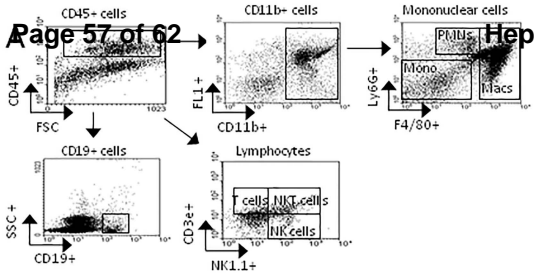 CD45+ cells
CD11b+ cells
Mononuclear cells
A
Page 57 of 62
Hep
PMNs
Mono
Macs
CD45+
FSC
1023
FL1+
CD11b+
Ly6G+
F4/80+
CD19+ cells
Lymphocytes
T cells
NKT cells
NK cells
SSC +
CD19+
CD3e+
NK1.1+